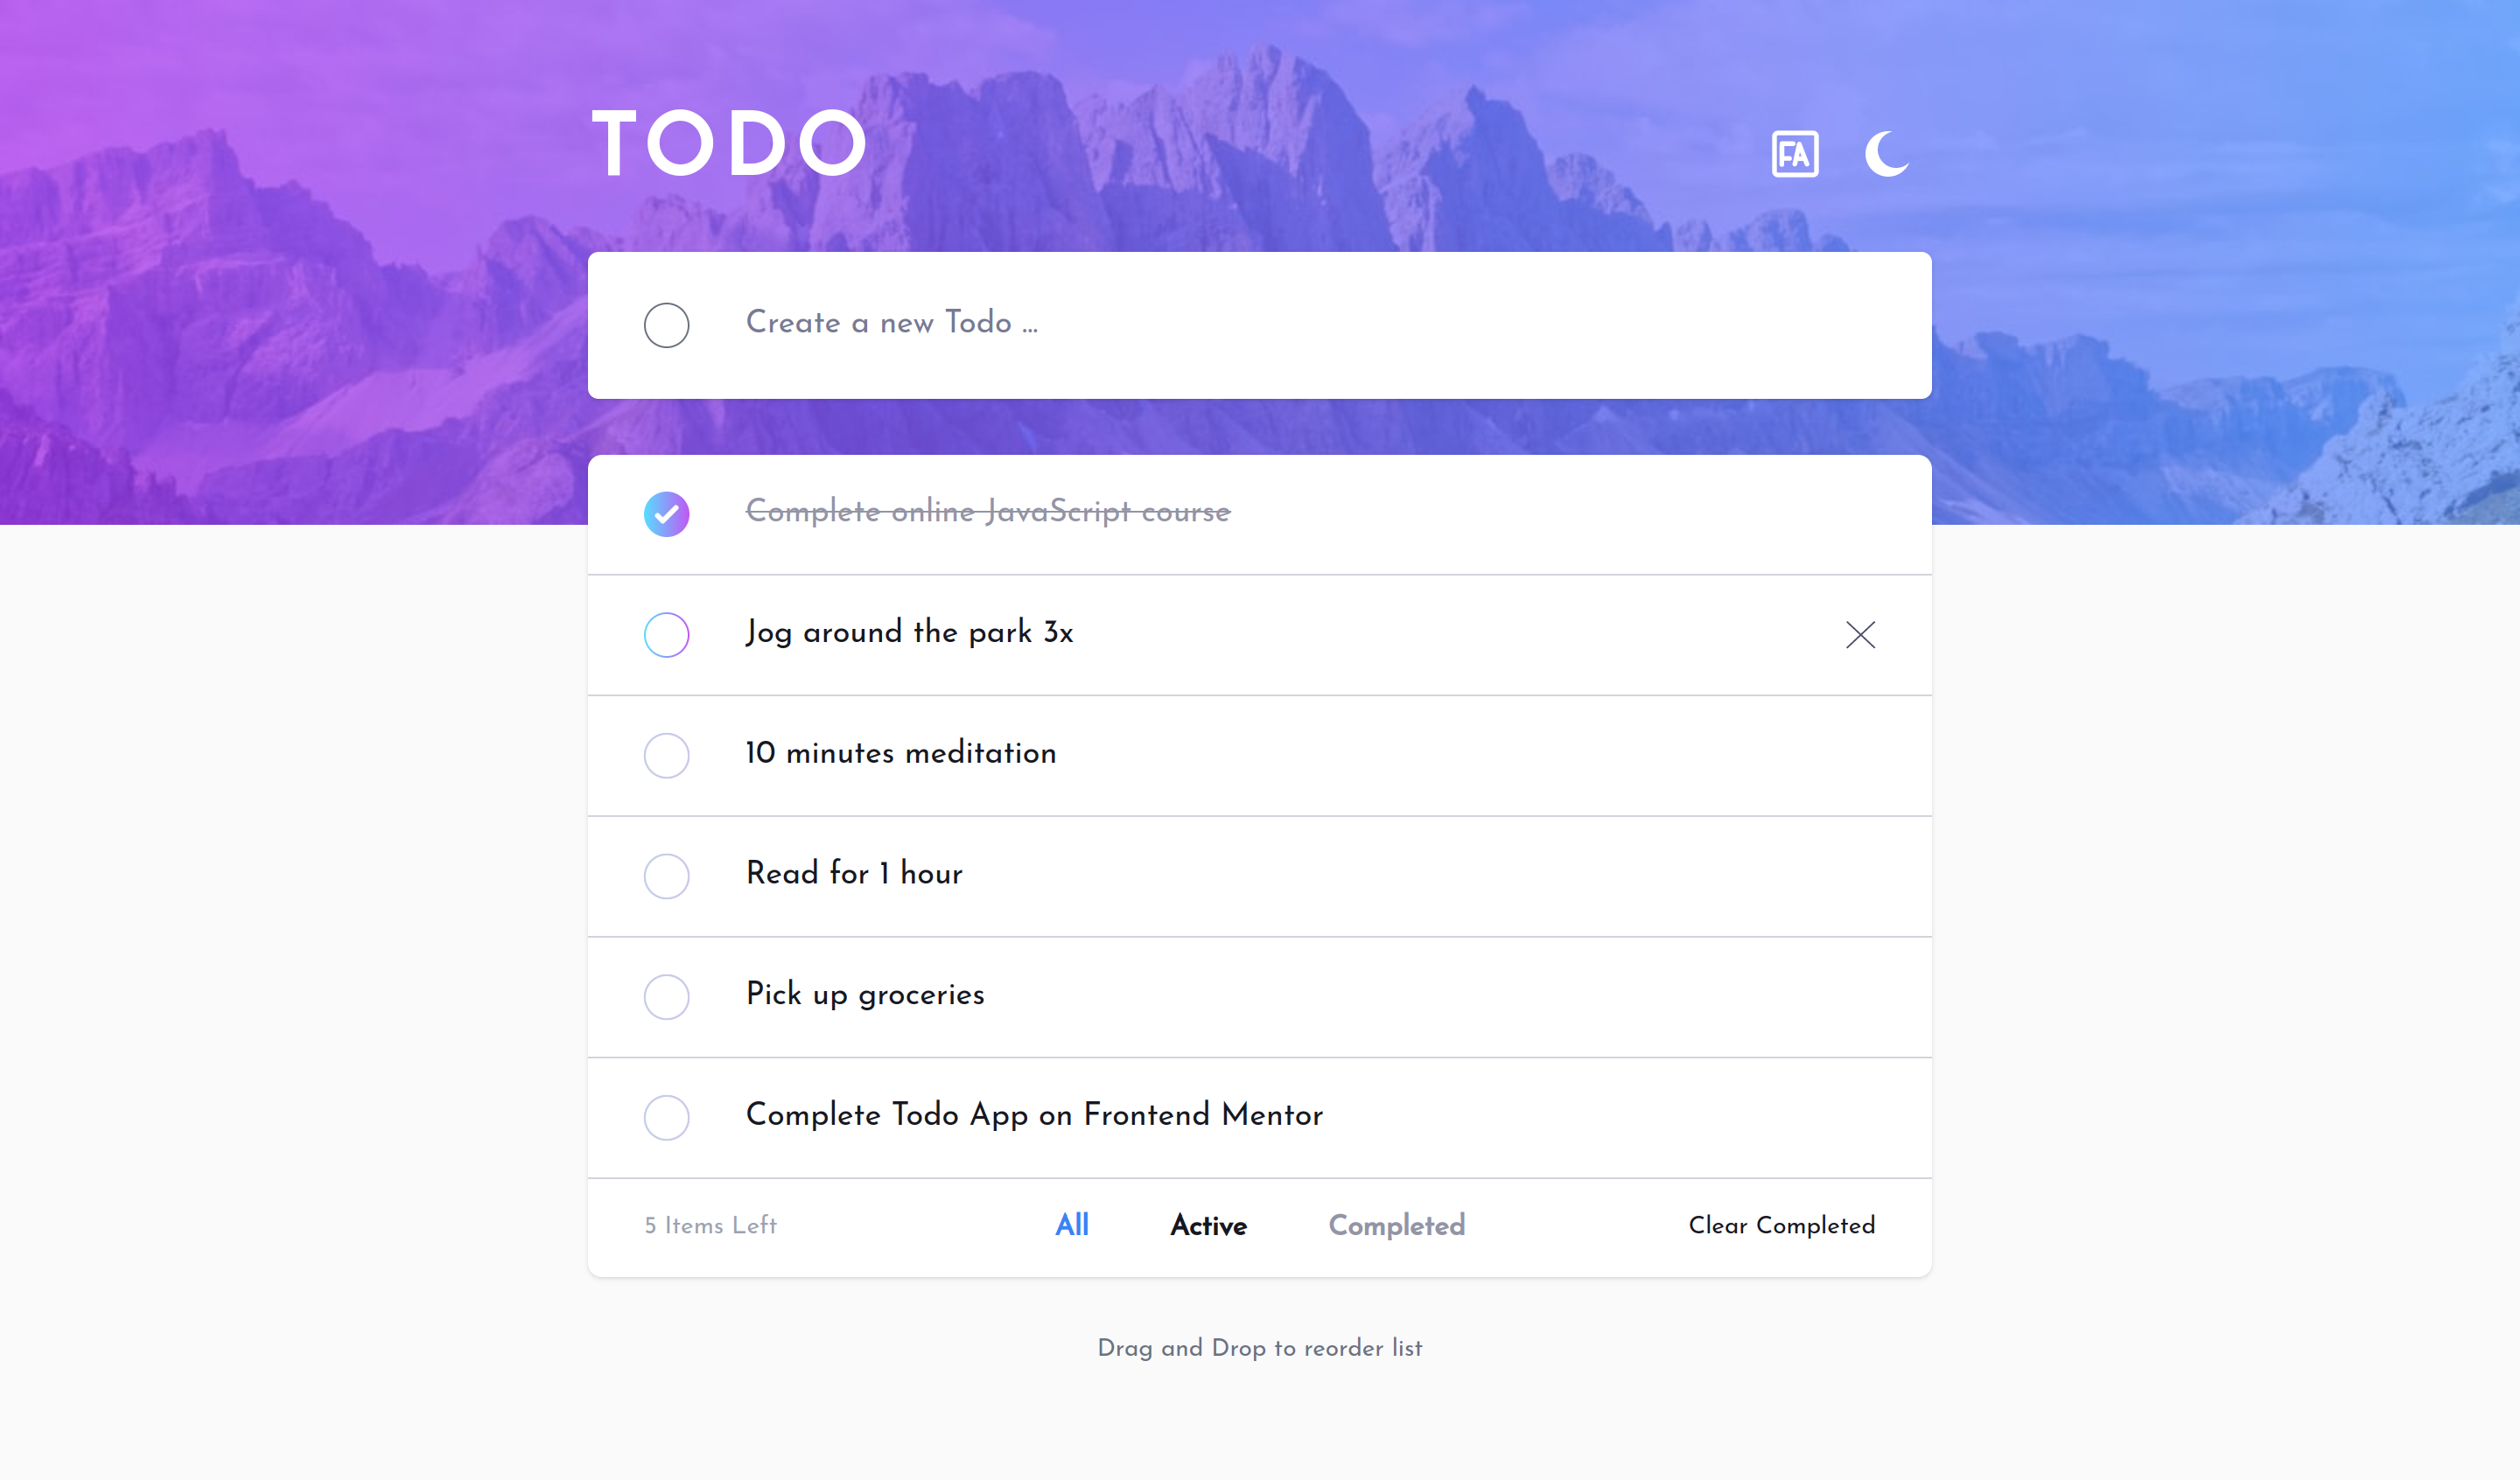 TODO
FA
Create a new Todo ...
Complete online JavaScript course
Jog around the park 3x
10 minutes meditation
Read for 1 hour
Pick up groceries
Complete Todo App on Frontend Mentor
5 Items Left All Active Completed Clear Completed
Drag and Drop to reorder list